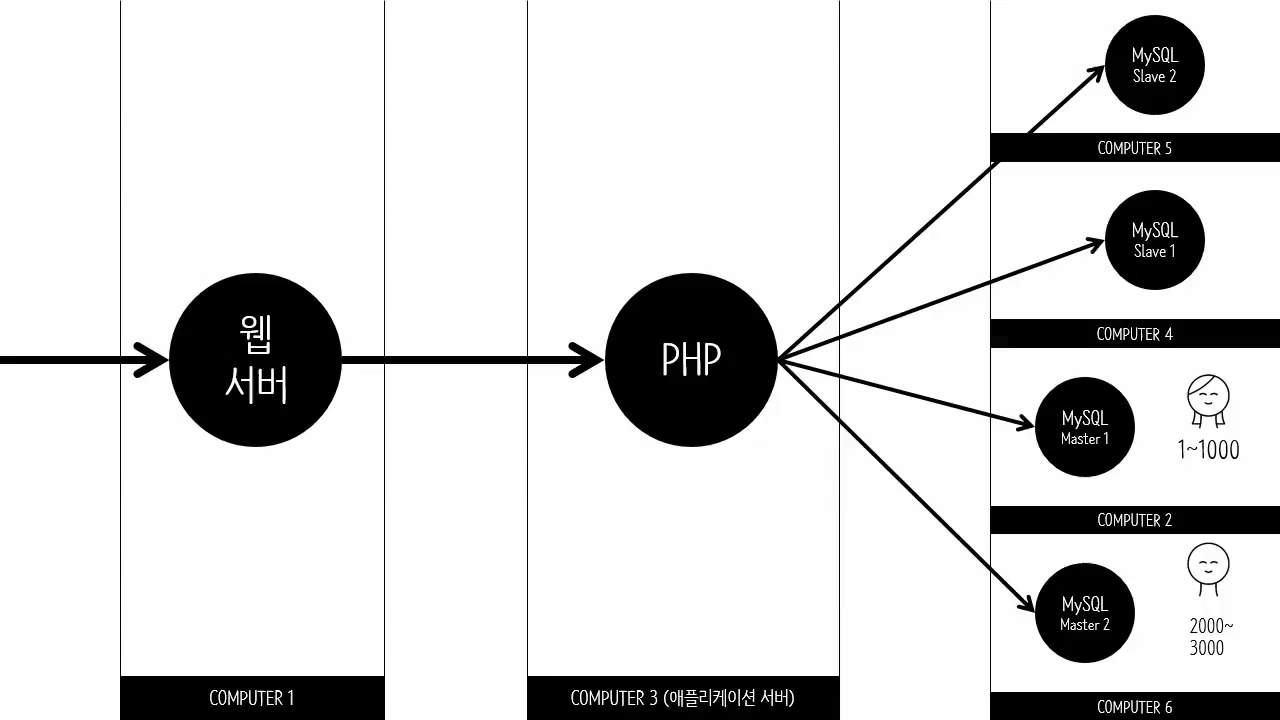 웹
서버
COMPUTER 1
PHP
COMPUTER 3 (애플리케이션 서버)
MySQL
Slave 2
COMPUTER 5
MySQL
Slave 1
COMPUTER 4
MySQL
Master 1
1~1000
COMPUTER 2
MySQL
Master 2
2000~
3000
COMPUTER 6